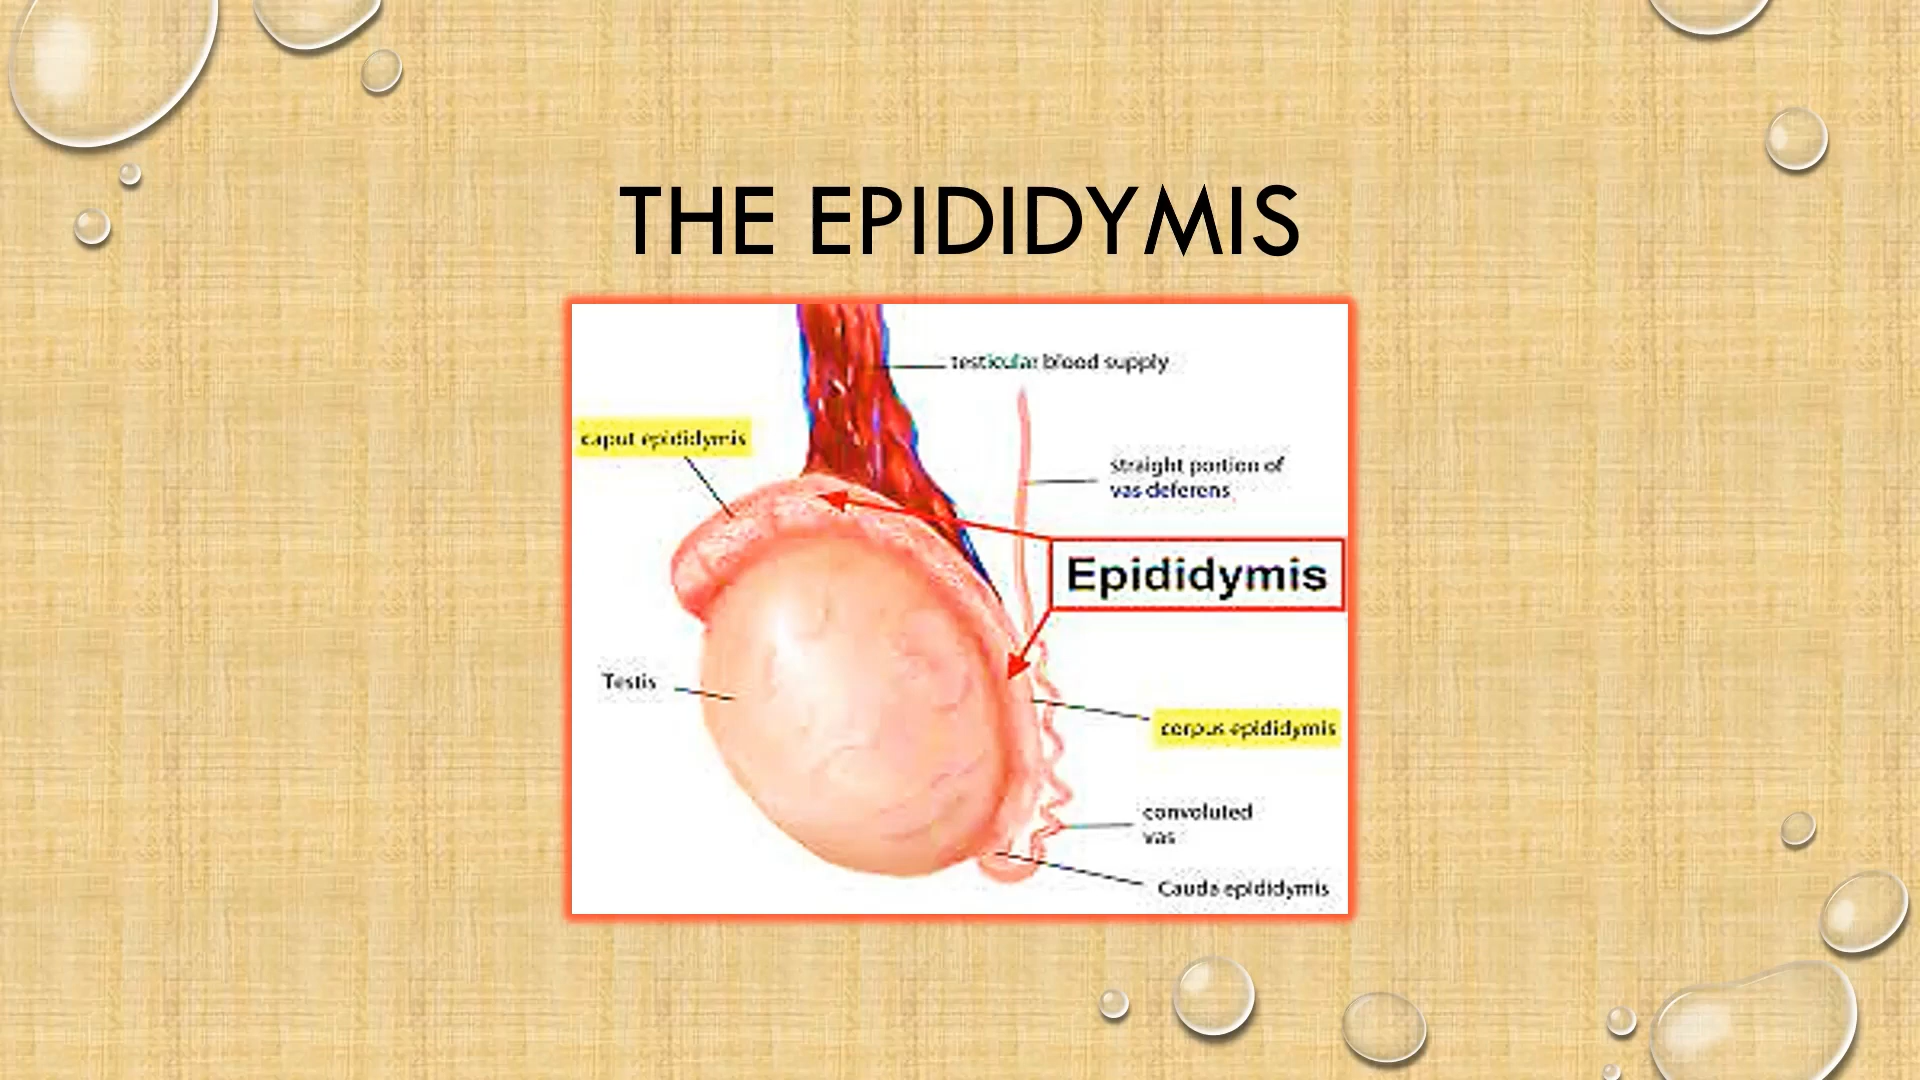 THE EPIDIDYMIS
testicular blood supply
caput epididymis
straight portion of
vas deferens
Epididymis
Testis
corpus epididymis
convoluted
vas
Cauda epididymis